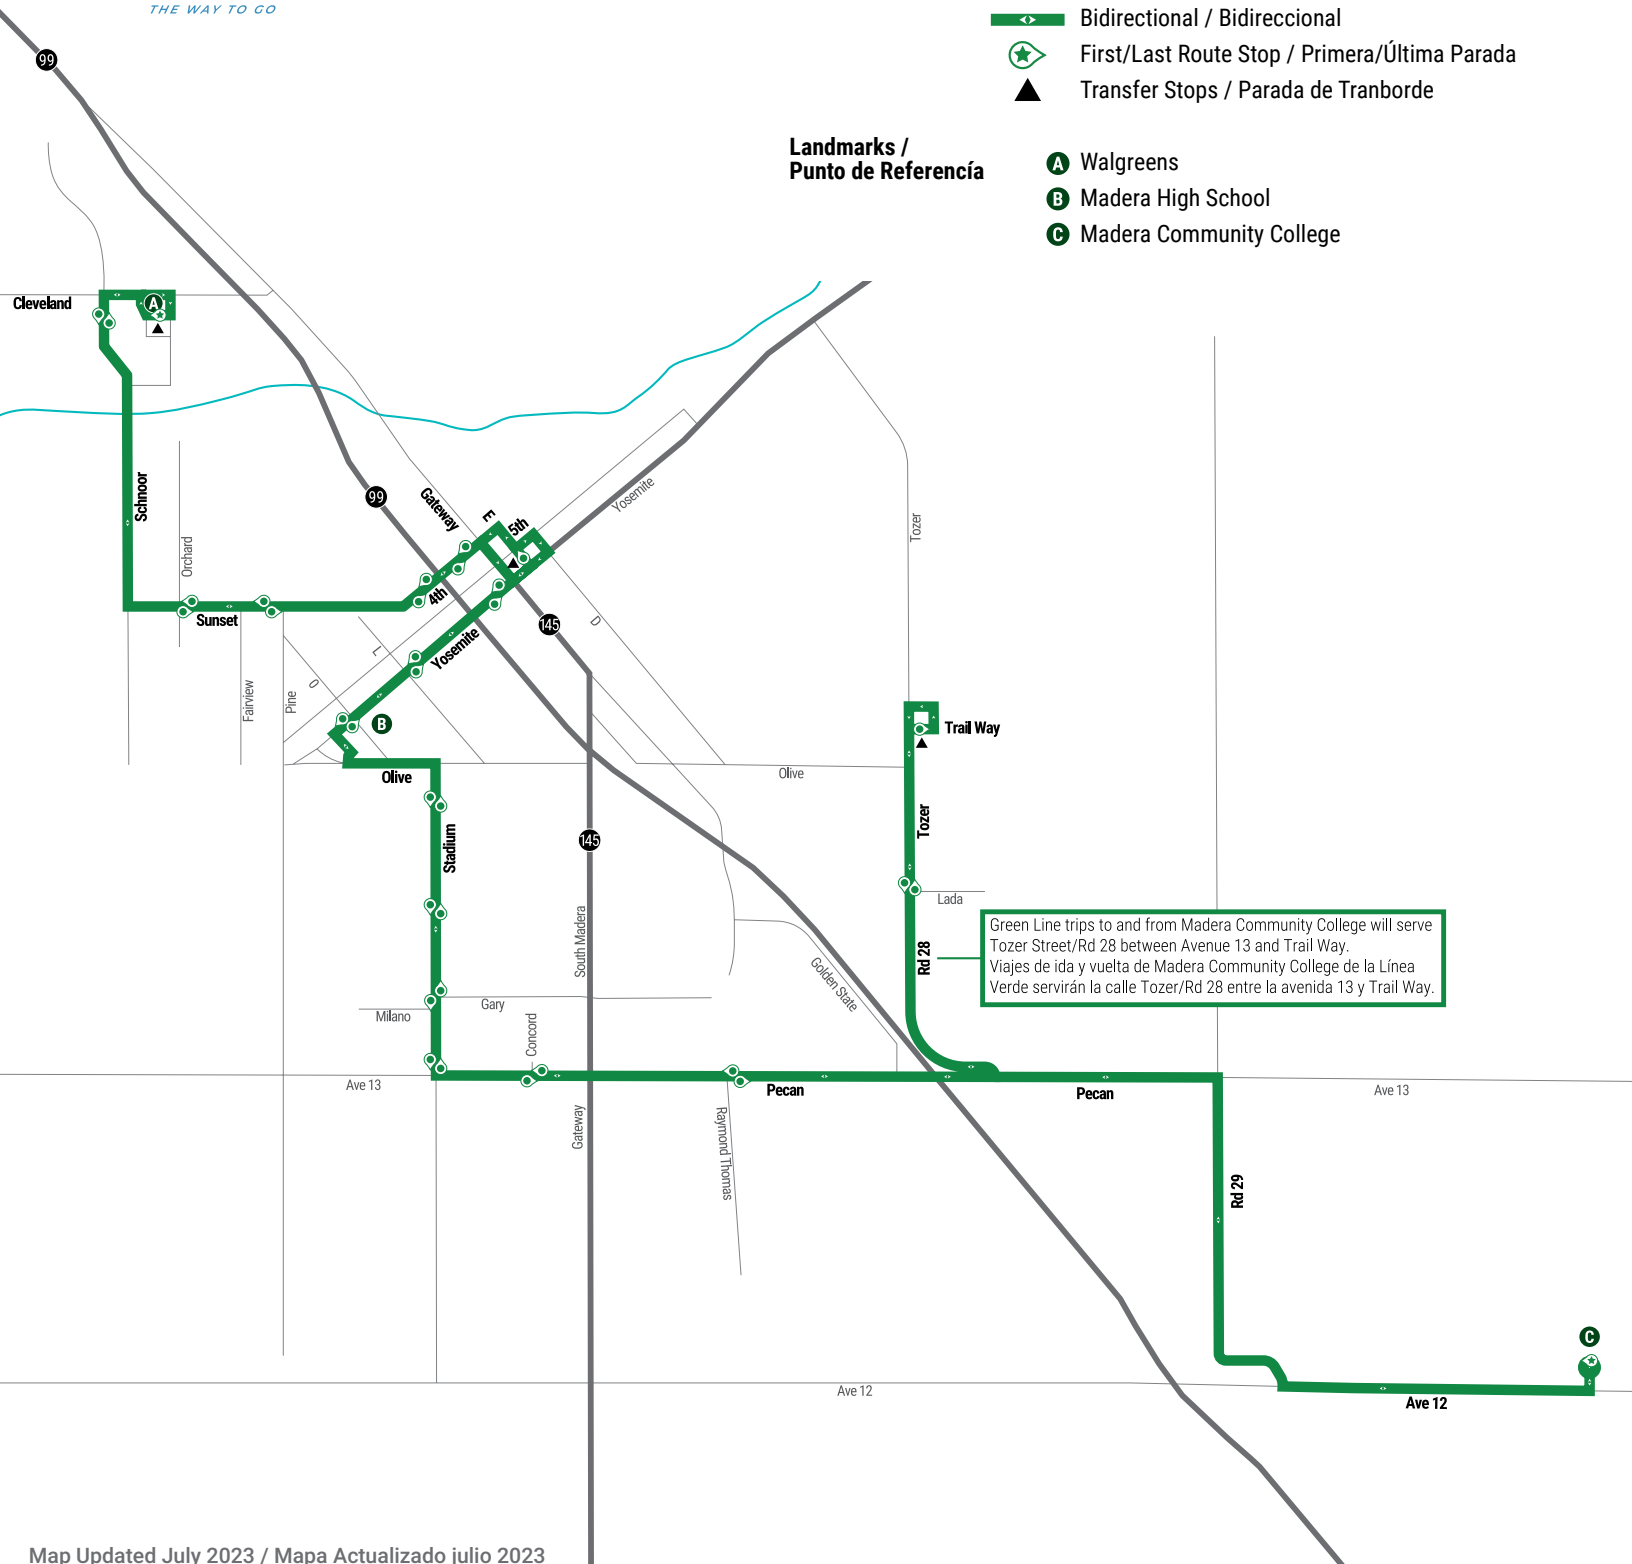 THE WAY TO GO
Bidirectional / Bidireccional
First/Last Route Stop / Primera/Última Parada
Transfer Stops / Parada de Tranborde
Landmarks /
Punto de Referencía
A Walgreens
B Madera High School
C Madera Community College
99
Cleveland
A
Schnoor
Orchard
Sunset
Fairview
Pine
99
Gateway
E
5th
4th
Yosemite
Yosemite
145
D
L
O
B
Olive
Olive
Tozer
Trail Way
Tozer
Stadium
145
South Madera
Lada
Rd 28
Green Line trips to and from Madera Community College will serve
Tozer Street/Rd 28 between Avenue 13 and Trail Way.
Viajes de ida y vuelta de Madera Community College de la Línea
Verde servirán la calle Tozer/Rd 28 entre la avenida 13 y Trail Way.
Golden State
Gary
Milano
Concord
Ave 13
Pecan
Pecan
Ave 13
Gateway
Raymond Thomas
Rd 29
C
Ave 12
Ave 12
Map Updated July 2023 / Mapa Actualizado julio 2023